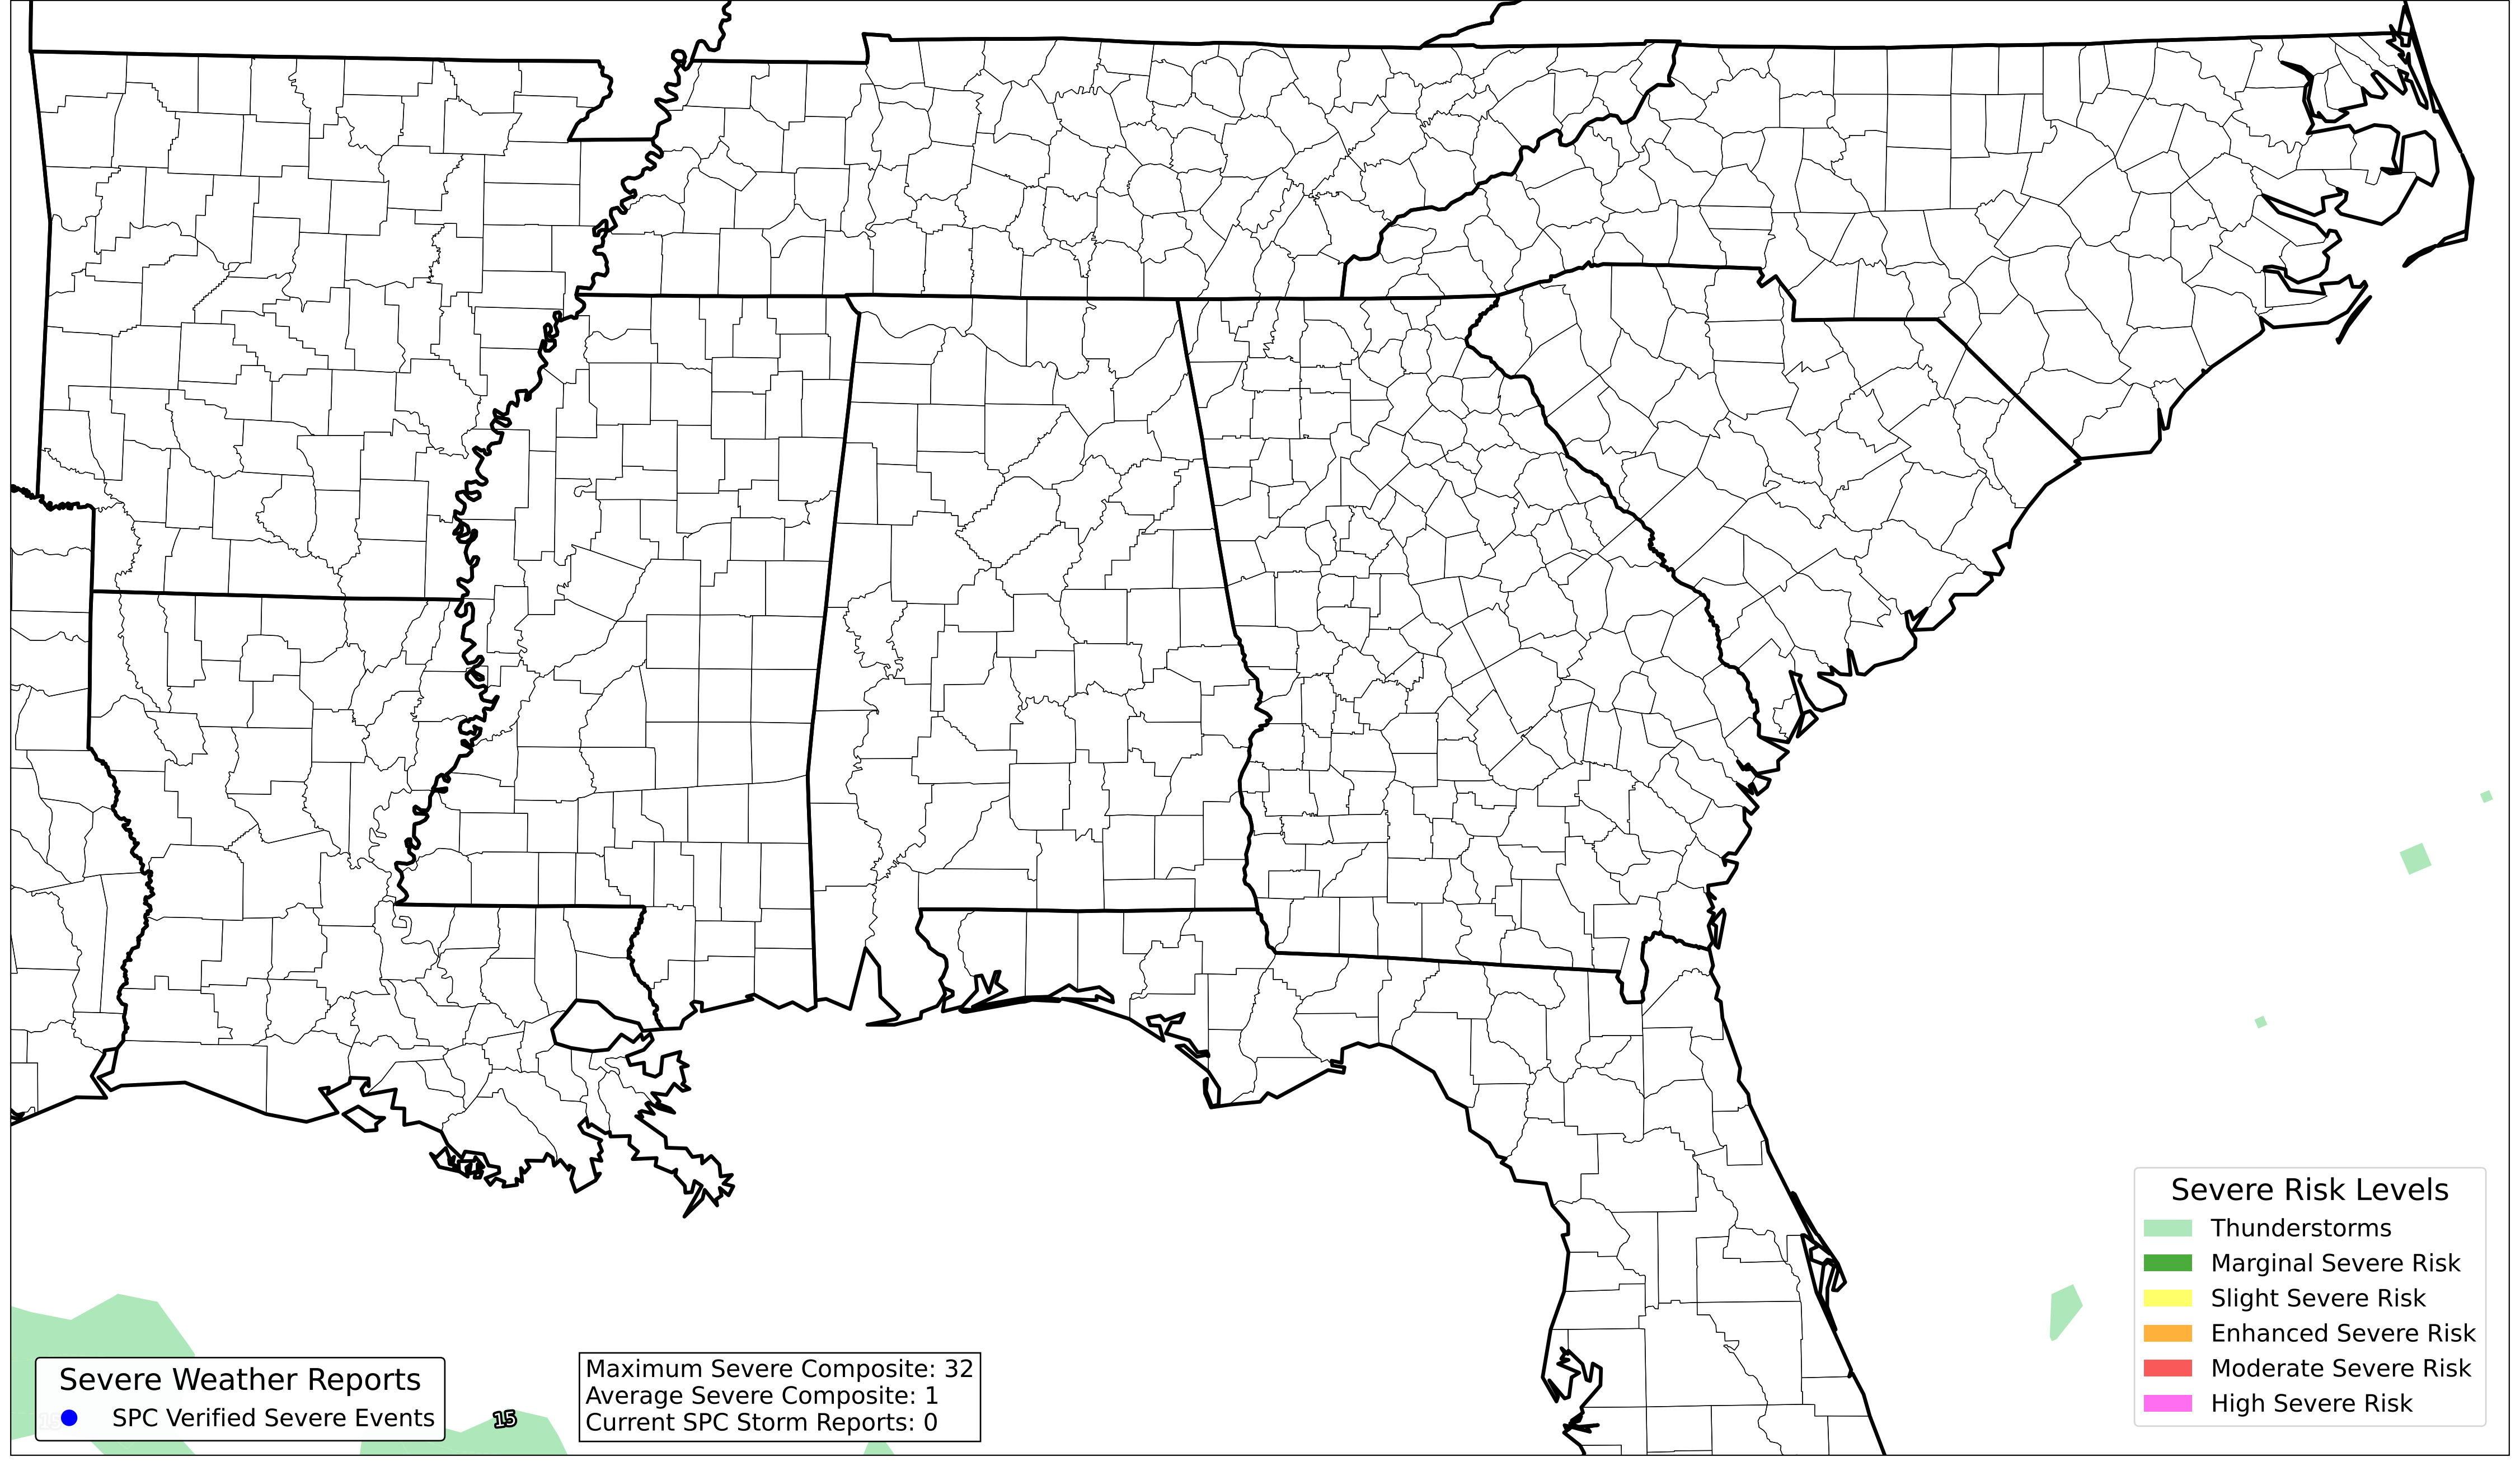 Severe Risk Levels
Thunderstorms
Marginal Severe Risk
Slight Severe Risk
Enhanced Severe Risk
Moderate Severe Risk
High Severe Risk
Severe Weather Reports
SPC Verified Severe Events
15
Maximum Severe Composite: 32
Average Severe Composite: 1
Current SPC Storm Reports: 0